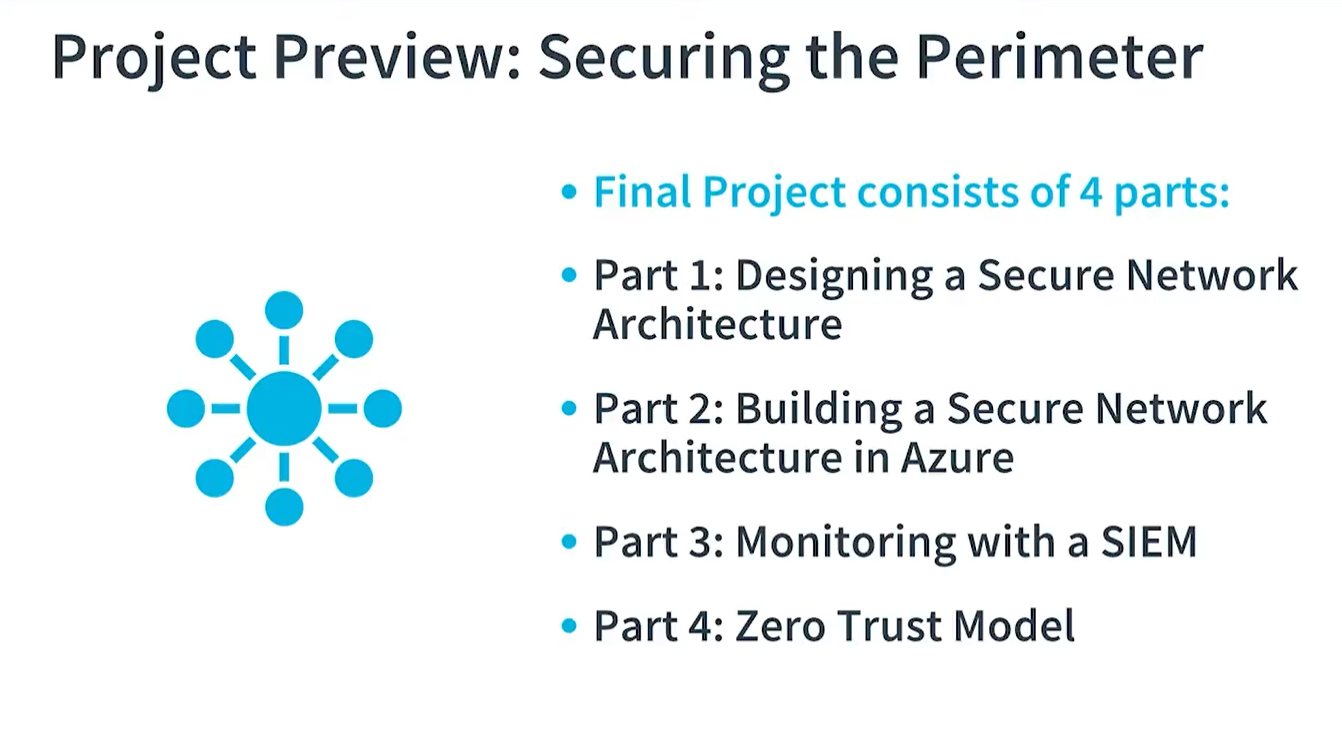 Project Preview: Securing the Perimeter
• Final Project consists of 4 parts:
• Part 1: Designing a Secure Network
Architecture
• Part 2: Building a Secure Network
Architecture in Azure
• Part 3: Monitoring with a SIEM
• Part 4: Zero Trust Model